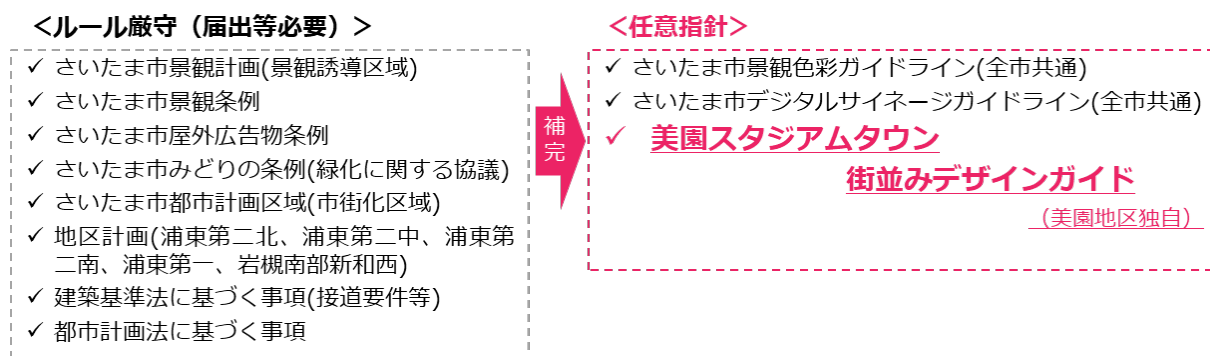 ＜ルール厳守（届出等必要）＞
✓ さいたま市景観計画(景観誘導区域)
✓ さいたま市景観条例
✓ さいたま市屋外広告物条例
✓ さいたま市みどりの条例(緑化に関する協議)
✓ さいたま市都市計画区域(市街化区域)
✓ 地区計画(浦東第二北、浦東第二中、浦東第
二南、浦東第一、岩槻南部新和西)
✓ 建築基準法に基づく事項(接道要件等)
✓ 都市計画法に基づく事項
補
完
＜任意指針＞
✓ さいたま市景観色彩ガイドライン(全市共通)
✓ さいたま市デジタルサイネージガイドライン(全市共通)
✓ 美園スタジアムタウン
街並みデザインガイド
（美園地区独自）